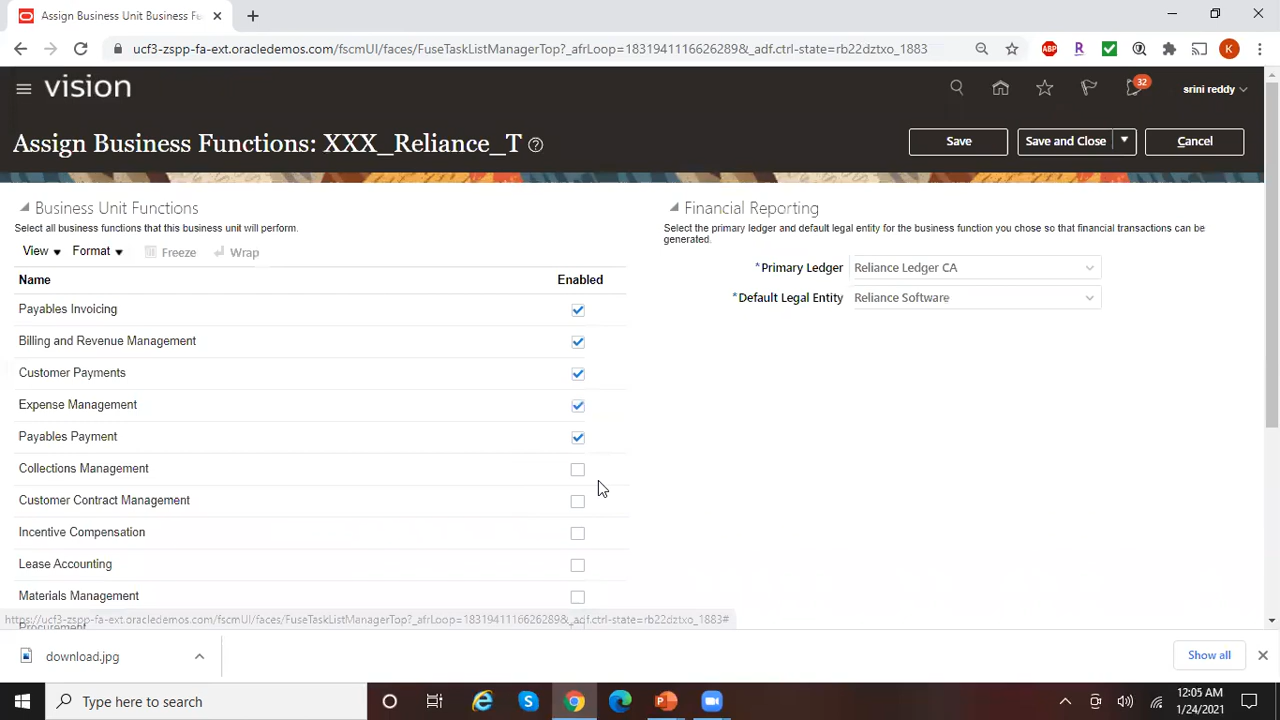 Assign Business Unit Business Fe
ucf3-zspp-fa-ext.oracledemos.com/fscmUI/faces/FuseTaskListManagerTop?_afrLoop=18319411166262891&_adf.ctrl-state=rb22dztxo_1883
ABP
R
K
vision
32
srini reddy
Assign Business Functions: XXX_Reliance_T
Save
Save and Close
Cancel
Business Unit Functions
Select all business functions that this business unit will perform.
View
Format
Freeze
Wrap
Name
Enabled
Payables Invoicing
Billing and Revenue Management
Customer Payments
Expense Management
Payables Payment
Collections Management
Customer Contract Management
Incentive Compensation
Lease Accounting
Materials Management
Procurement
Financial Reporting
Select the primary ledger and default legal entity for the business function you chose so that financial transactions can be
generated.
*Primary Ledger
Reliance Ledger CA
*Default Legal Entity
Reliance Software
https://ucf3-zspp-fa-ext.oracledemos.com/fscmUI/faces/FuseTaskListManagerTop?_afrLoop=18319411166262891&_adf.ctrl-state=rb22dztxo_1883#
download.jpg
Show all
Type here to search
12:05 AM
1/24/2021